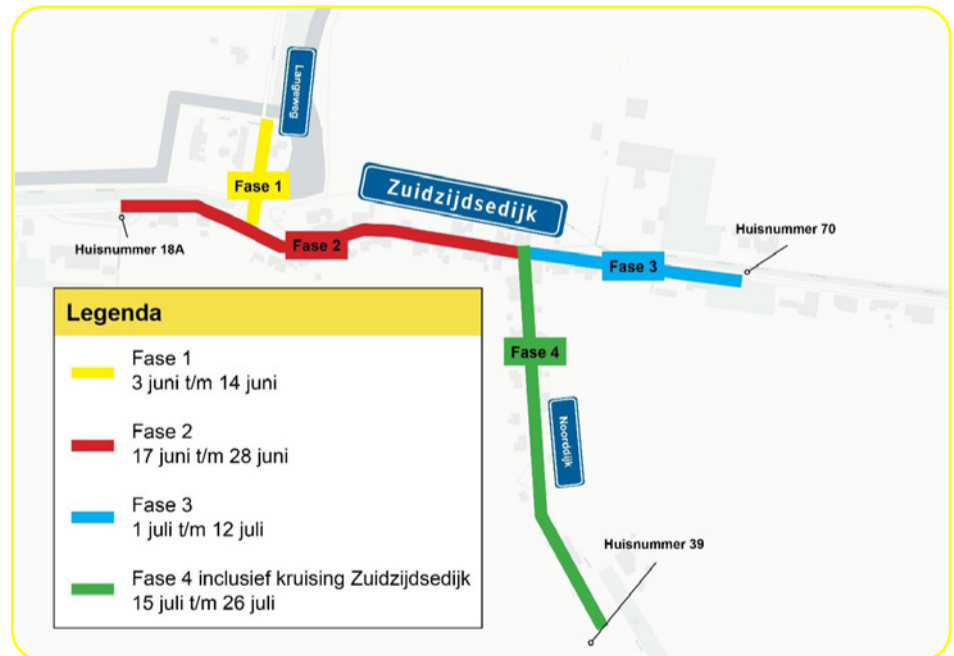 Langeweg
Fase 1
Zuidzijdsedijk
Huisnummer 18A
Fase 2
Huisnummer 70
Fase 3
Legenda
Fase 1
3 juni t/m 14 juni
Fase 2
17 juni t/m 28 juni
Fase 3
1 juli t/m 12 juli
Fase 4 inclusief kruising Zuidzijdsedijk
15 juli t/m 26 juli
Fase 4
Noorddijk
Huisnummer 39